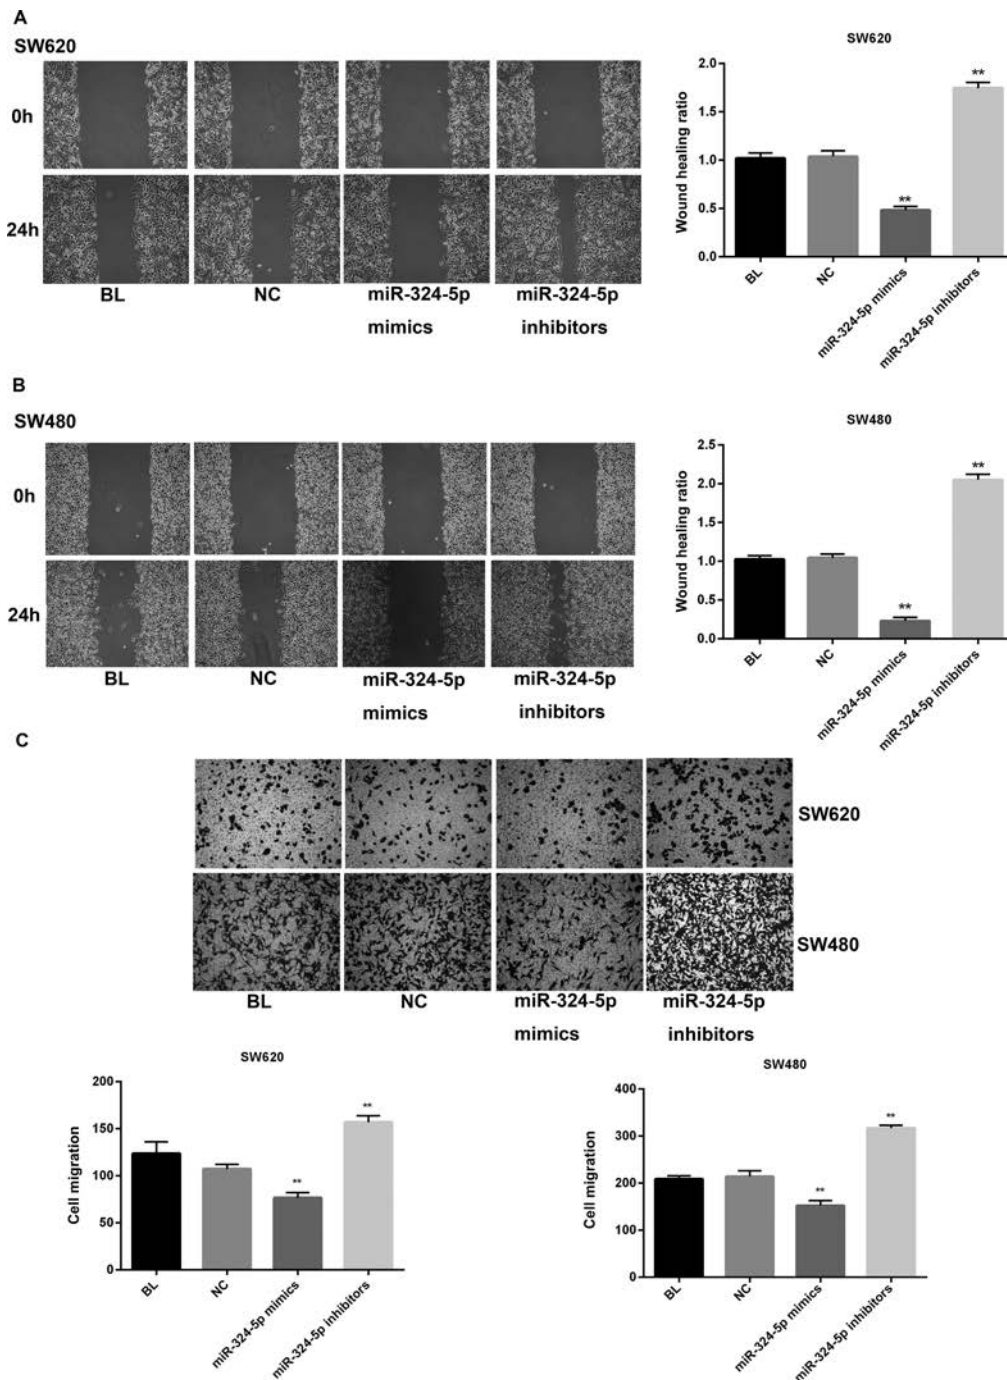 A
SW620
0h
24h
BL
NC
miR-324-5p
mimics
miR-324-5p
inhibitors
SW620
Wound healing ratio
2.0
1.5
1.0
0.5
0.0
BL
NC
miR-324-5p mimics
miR-324-5p inhibitors
**
**
B
SW480
0h
24h
BL
NC
miR-324-5p
mimics
miR-324-5p
inhibitors
SW480
Wound healing ratio
2.5
2.0
1.5
1.0
0.5
0.0
BL
NC
miR-324-5p mimics
miR-324-5p inhibitors
**
**
C
SW620
SW480
BL
NC
miR-324-5p
mimics
miR-324-5p
inhibitors
SW620
Cell migration
200
150
100
50
0
BL
NC
miR-324-5p mimics
miR-324-5p inhibitors
**
**
SW480
Cell migration
400
300
200
100
0
BL
NC
miR-324-5p mimics
miR-324-5p inhibitors
**
**